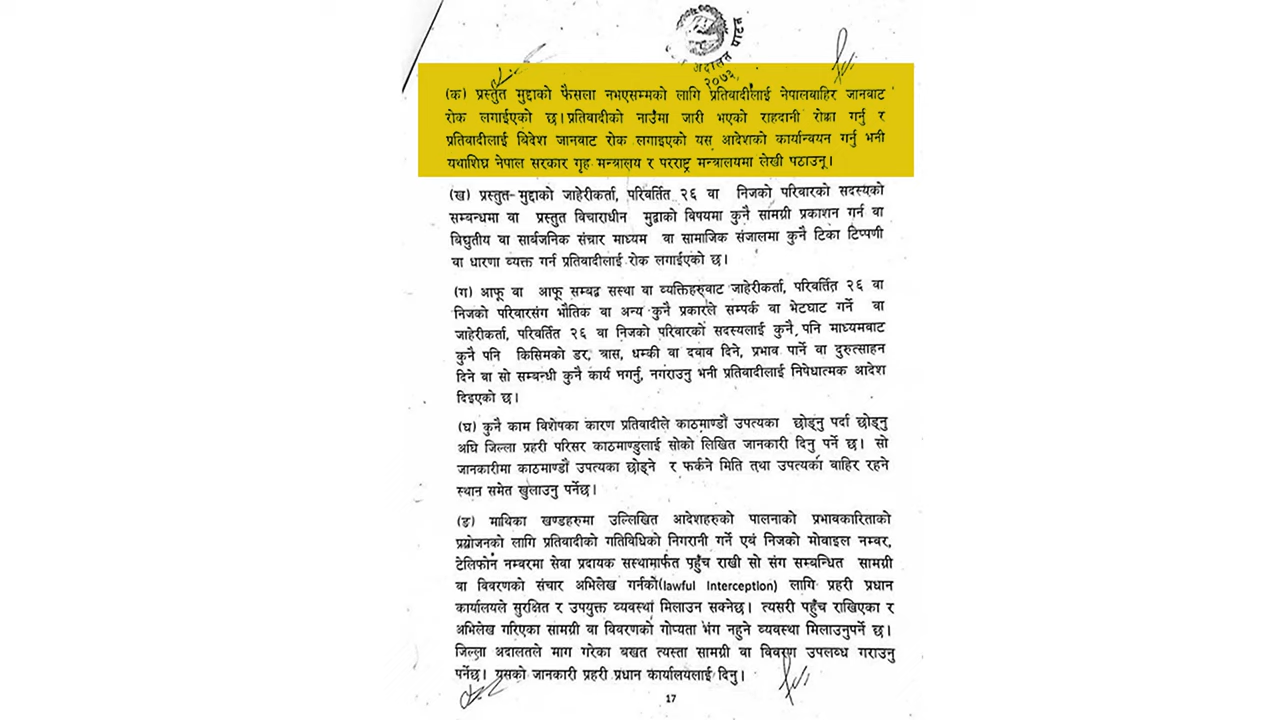 अदालत पाटन
२०७३
(क) प्रस्तुत मुद्दाको फैसला नभएसम्मको लागि प्रतिवादीलाई नेपालबाहिर जानबाट
रोक लगाईएको छ। प्रतिवादीको नाउँमा जारी भएको राहदानी रोक्का गर्नु र
प्रतिवादीलाई बिदेश जानबाट रोक लगाइएको यस आदेशको कार्यान्वयन गर्नु भनी
यथाशिघ्र नेपाल सरकार गृह मन्त्रालय र परराष्ट्र मन्त्रालयमा लेखी पठाउनू।
(ख) प्रस्तुत-मुद्दाको जाहेरीकर्ता, परिवर्तित २६ वा निजको परिवारको सदस्यको
सम्बन्धमा वा प्रस्तुत विचाराधीन मुद्दाको विषयमा कुनै सामग्री प्रकाशन गर्न वा
विद्युतीय वा सार्वजनिक संचार माध्यम वा सामाजिक संजालमा कुनै टिका टिप्पणी
वा धारणा व्यक्त गर्न प्रतिवादीलाई रोक लगाईएको छ।
(ग) आफू वा आफू सम्बद्ध सस्था वा व्यक्तिहरुबाट जाहेरीकर्ता, परिवर्तित २६ वा
निजको परिवारसंग भौतिक वा अन्य कुनै प्रकारले सम्पर्क वा भेटघाट गर्ने वा
जाहेरीकर्ता, परिवर्तित २६ वा निजको परिवारको सदस्यलाई कुनै पनि माध्यमबाट
कुनै पनि किसिमको डर, त्रास, धम्की वा दवाव दिने, प्रभाव पार्ने वा दुरुत्साहन
दिने वा सो सम्बन्धी कुनै कार्य नगर्नु, नगराउनु भनी प्रतिवादीलाई निषेधात्मक आदेश
दिइएको छ।
(घ) कुनै काम विशेषका कारण प्रतिवादीले काठमाण्डौं उपत्यका छोड्नु पर्दा छोड्नु
अघि जिल्ला प्रहरी परिसर काठमाण्डुलाई सोको लिखित जानकारी दिनु पर्ने छ। सो
जानकारीमा काठमाण्डौं उपत्यका छोड्ने र फर्कने मिति तथा उपत्यका वाहिर रहने
स्थान समेत खुलाउनु पर्नेछ।
(ङ) माथिका खण्डहरुमा उल्लिखित आदेशहरुको पालनाको प्रभावकारिताको
प्रयोजनको लागि प्रतिवादीको गतिविधिको निगरानी गर्ने एवं निजको मोवाइल नम्बर,
टेलिफोन नम्बरमा सेवा प्रदायक सस्थामार्फत पहुँच राखी सो संग सम्बन्धित सामग्री
वा विवरणको संचार अभिलेख गर्नको(lawful Interception) लागि प्रहरी प्रधान
कार्यालयले सुरक्षित र उपयुक्त व्यवस्था मिलाउन सक्नेछ। त्यसरी पहुँच राखिएका र
अभिलेख गरिएका सामग्री वा विवरणको गोप्यता भंग नहुने व्यवस्था मिलाउनुपर्ने छ।
जिल्ला अदालतले माग गरेका बखत त्यस्ता सामग्री वा विवरण उपलब्ध गराउनु
पर्नेछ। यसको जानकारी प्रहरी प्रधान कार्यालयलाई दिनु।
17